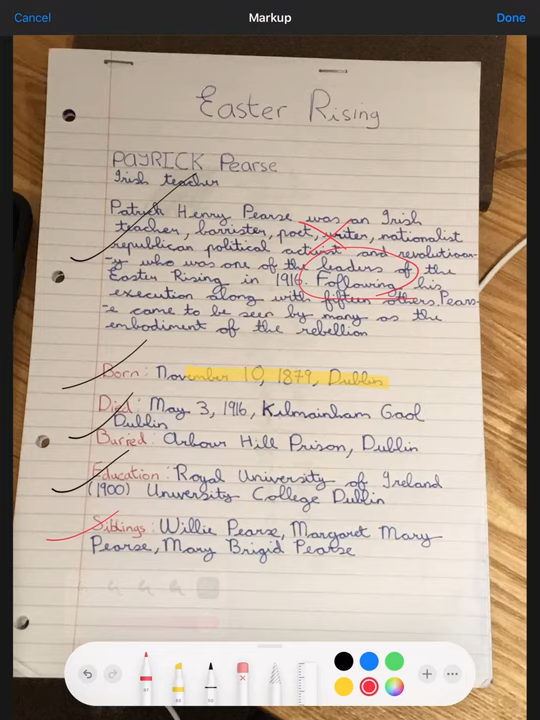 Cancel
Markup
Done
Easter Rising
PATRICK Pearse
Irish teacher
Patrick Henry Pearse was an Irish
teacher, barrister, poet, writer, nationalist
republican political activist and revolution-
y who was one of the leaders of the
Easter Rising in 1916. Following his
execution along with fifteen others. Pears-
e came to be seen by many as the
embodiment of the rebellion
Born: November 10, 1879, Dublin
Died: May 3, 1916, Kilmainham Gaol
Dublin
Burred: Arbour Hill Prison, Dublin
Education: Royal University of Ireland
(1900) University College Dublin
Siblings: Willie Pearse, Margaret Mary
Pearse, Mary Brigid Pearse